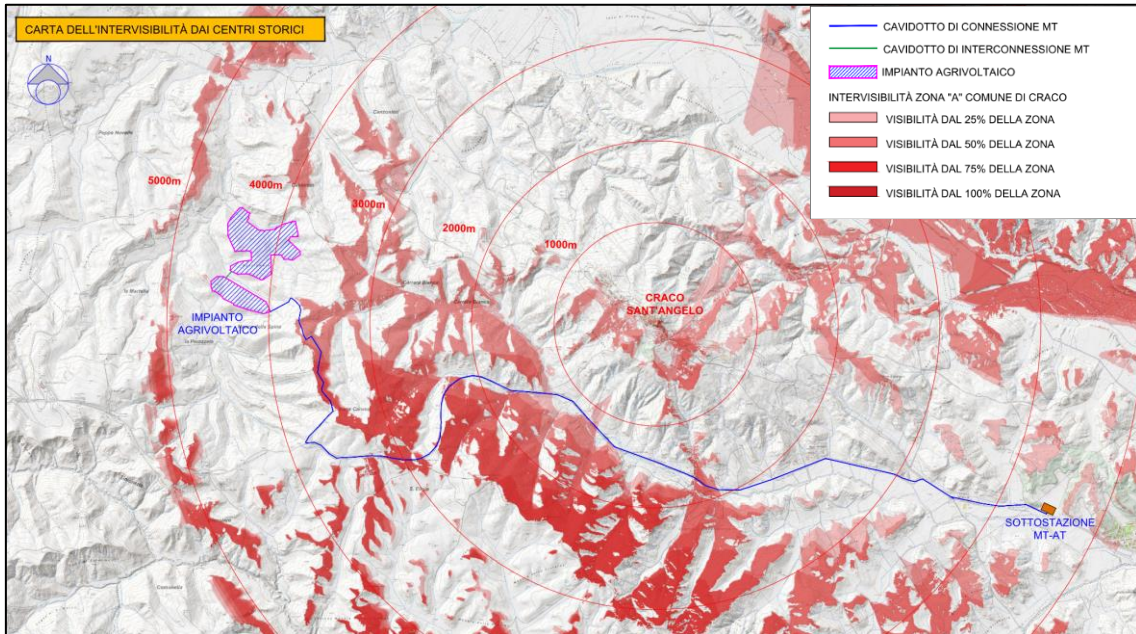 CARTA DELL'INTERVISIBILITÀ DAI CENTRI STORICI
N
CAVIDOTTO DI CONNESSIONE MT
CAVIDOTTO DI INTERCONNESSIONE MT
IMPIANTO AGRIVOLTAICO
INTERVISIBILITÀ ZONA "A" COMUNE DI CRACO
VISIBILITÀ DAL 25% DELLA ZONA
VISIBILITÀ DAL 50% DELLA ZONA
VISIBILITÀ DAL 75% DELLA ZONA
VISIBILITÀ DAL 100% DELLA ZONA
5000m
4000m
3000m
2000m
1000m
CRACO
SANT'ANGELO
IMPIANTO
AGRIVOLTAICO
SOTTOSTAZIONE
MT-AT